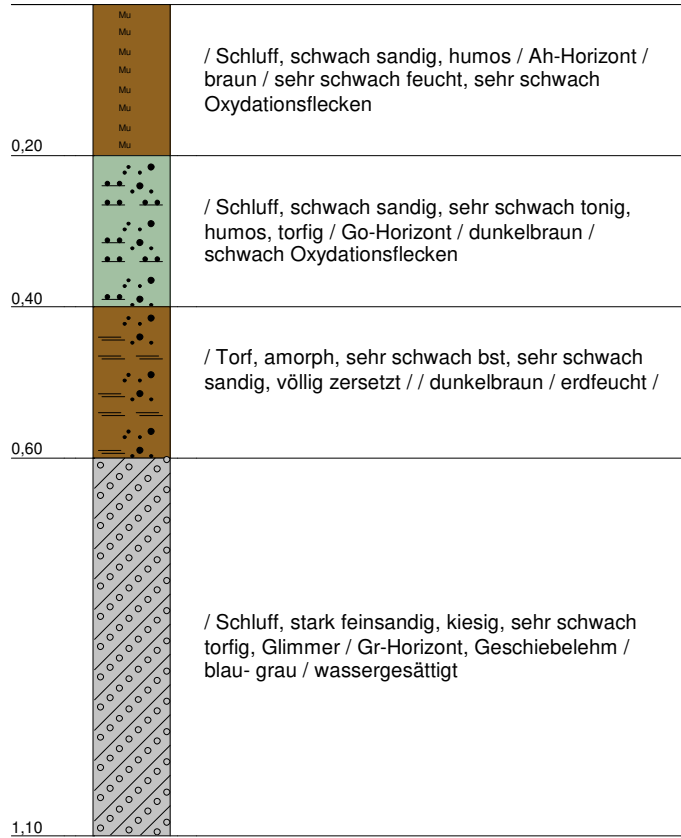 Mu
Mu
Mu
Mu
Mu
Mu
Mu
Mu
/ Schluff, schwach sandig, humos / Ah-Horizont /
braun / sehr schwach feucht, sehr schwach
Oxydationsflecken
0,20
/ Schluff, schwach sandig, sehr schwach tonig,
humos, torfig / Go-Horizont / dunkelbraun /
schwach Oxydationsflecken
0,40
/ Torf, amorph, sehr schwach bst, sehr schwach
sandig, völlig zersetzt / / dunkelbraun / erdfeucht /
0,60
/ Schluff, stark feinsandig, kiesig, sehr schwach
torfig, Glimmer / Gr-Horizont, Geschiebelehm /
blau- grau / wassergesättigt
1,10